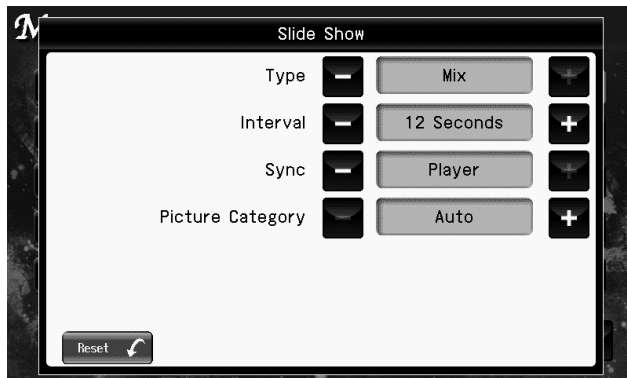 M
Slide Show
Type − Mix +
Interval − 12 Seconds +
Sync − Player +
Picture Category − Auto +
Reset